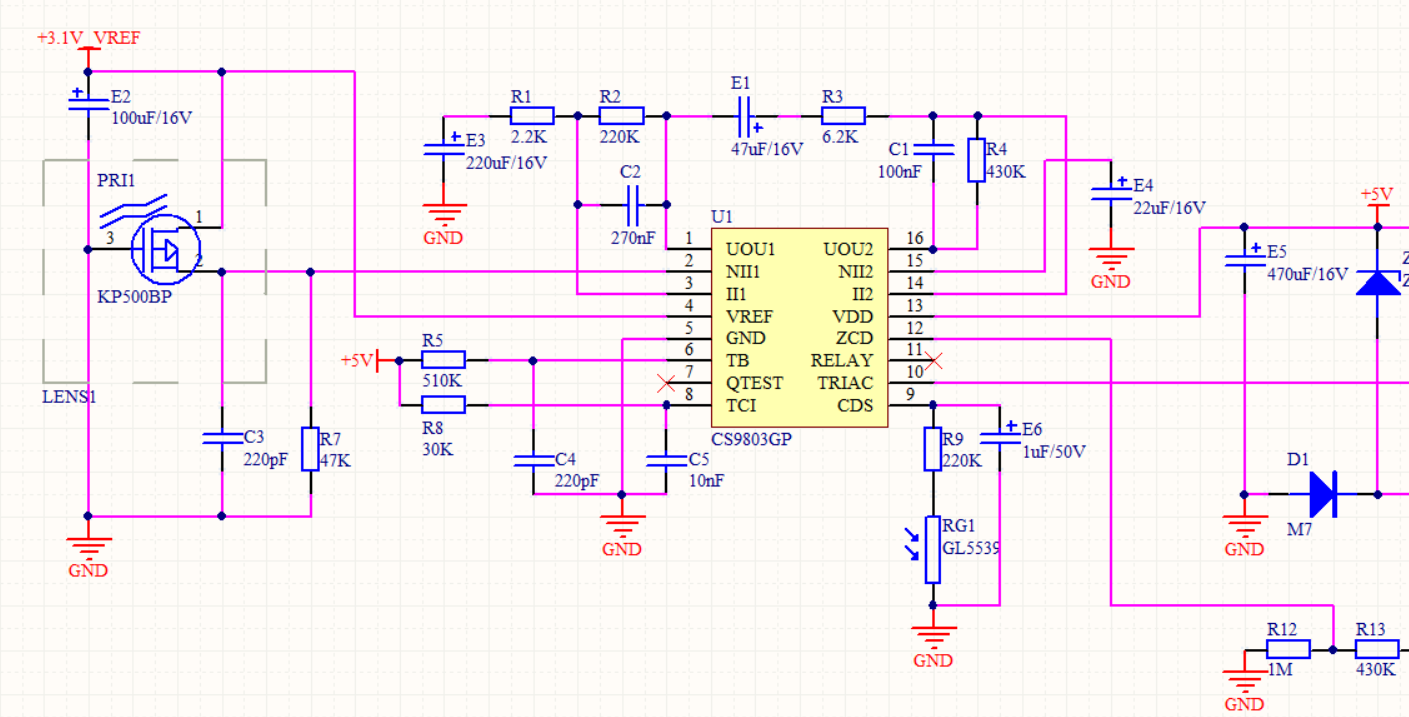 +3.1V_VREF
E2
100uF/16V
PRI1
1
3
2
KP500BP
LENS1
C3
220pF
R7
47K
GND
E3
220uF/16V
GND
R1
2.2K
R2
220K
C2
270nF
E1
47uF/16V
R3
6.2K
C1
100nF
R4
430K
E4
22uF/16V
GND
U1
1 UOU1 UOU2 16
2 NII1 NII2 15
3 II1 II2 14
4 VREF VDD 13
5 GND ZCD 12
6 TB RELAY 11
7 QTEST TRIAC 10
8 TCI CDS 9
CS9803GP
+5V
R5
510K
R8
30K
C4
220pF
C5
10nF
GND
R9
220K
E6
1uF/50V
RG1
GL5539
GND
+5V
E5
470uF/16V
Z
Z
D1
M7
GND
R12
1M
R13
430K
GND